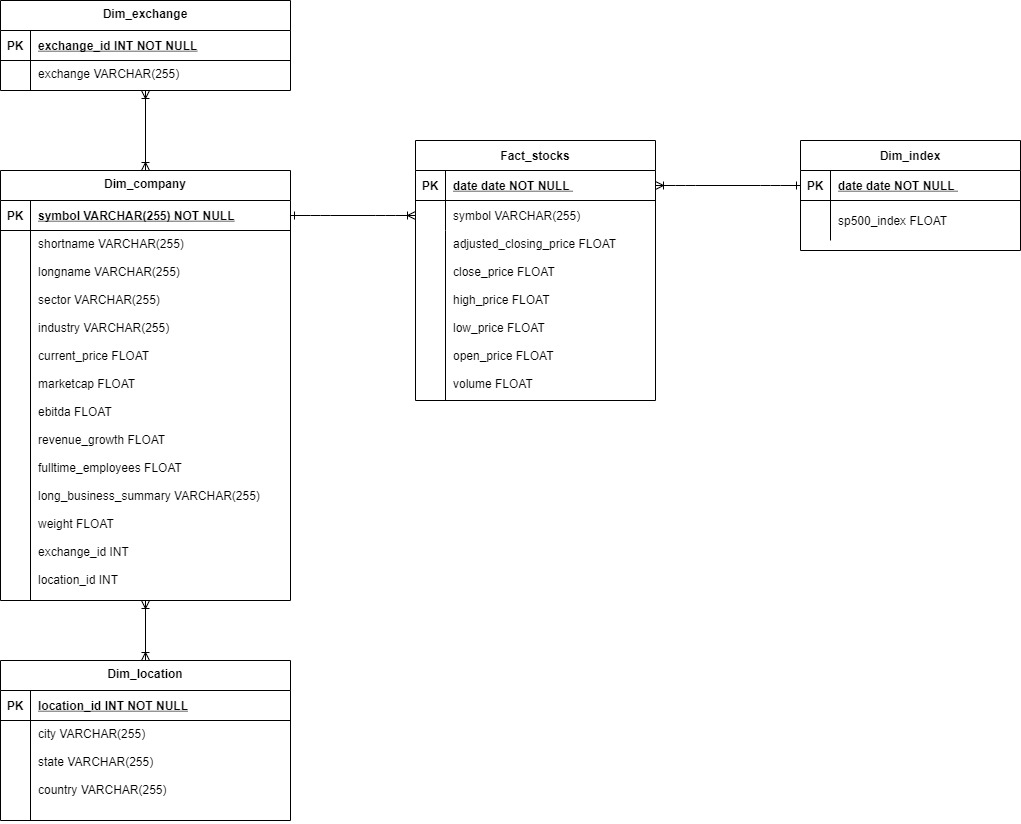 Dim_exchange
PK exchange_id INT NOT NULL
exchange VARCHAR(255)
Dim_company
PK symbol VARCHAR(255) NOT NULL
shortname VARCHAR(255)
longname VARCHAR(255)
sector VARCHAR(255)
industry VARCHAR(255)
current_price FLOAT
marketcap FLOAT
ebitda FLOAT
revenue_growth FLOAT
fulltime_employees FLOAT
long_business_summary VARCHAR(255)
weight FLOAT
exchange_id INT
location_id INT
Dim_location
PK location_id INT NOT NULL
city VARCHAR(255)
state VARCHAR(255)
country VARCHAR(255)
Fact_stocks
PK date date NOT NULL
symbol VARCHAR(255)
adjusted_closing_price FLOAT
close_price FLOAT
high_price FLOAT
low_price FLOAT
open_price FLOAT
volume FLOAT
Dim_index
PK date date NOT NULL
sp500_index FLOAT